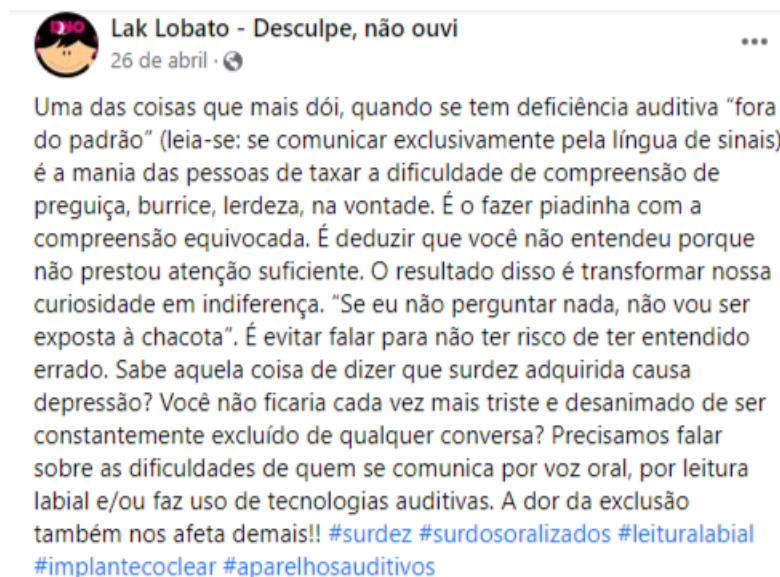 DNO
Lak Lobato - Desculpe, não ouvi
26 de abril ·
Uma das coisas que mais dói, quando se tem deficiência auditiva “fora
do padrão” (leia-se: se comunicar exclusivamente pela língua de sinais)
é a mania das pessoas de taxar a dificuldade de compreensão de
preguiça, burrice, lerdeza, na vontade. É o fazer piadinha com a
compreensão equivocada. É deduzir que você não entendeu porque
não prestou atenção suficiente. O resultado disso é transformar nossa
curiosidade em indiferença. “Se eu não perguntar nada, não vou ser
exposta à chacota”. É evitar falar para não ter risco de ter entendido
errado. Sabe aquela coisa de dizer que surdez adquirida causa
depressão? Você não ficaria cada vez mais triste e desanimado de ser
constantemente excluído de qualquer conversa? Precisamos falar
sobre as dificuldades de quem se comunica por voz oral, por leitura
labial e/ou faz uso de tecnologias auditivas. A dor da exclusão
também nos afeta demais!! #surdez #surdosoralizados #leituralabial
#implantecoclear #aparelhosauditivos